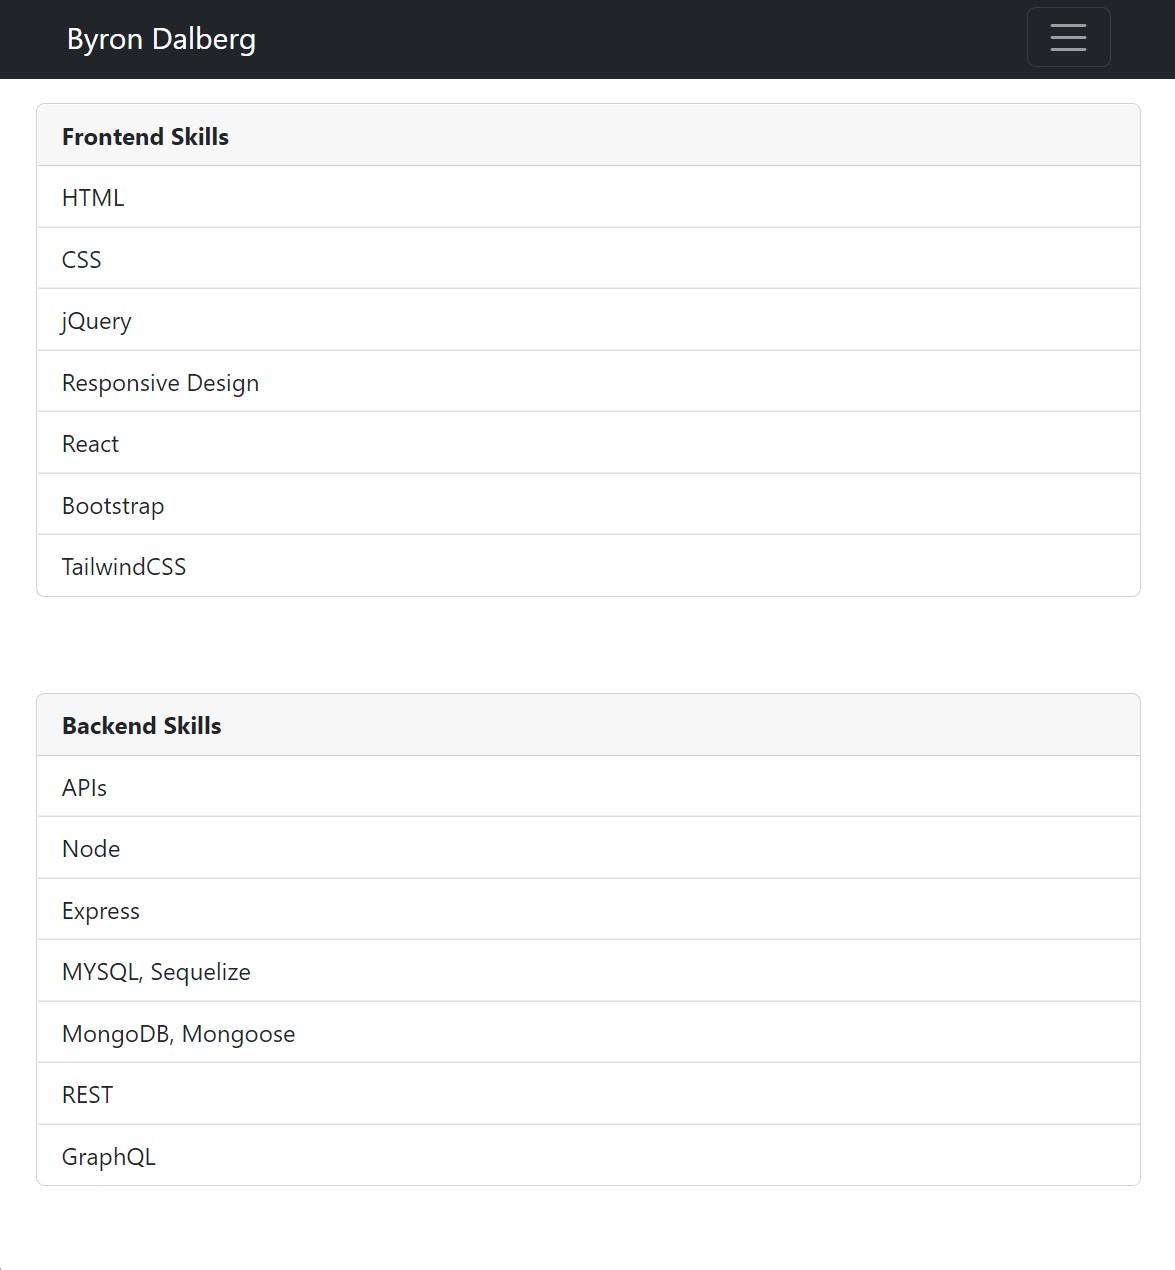 Byron Dalberg
Frontend Skills
HTML
CSS
jQuery
Responsive Design
React
Bootstrap
TailwindCSS
Backend Skills
APIs
Node
Express
MYSQL, Sequelize
MongoDB, Mongoose
REST
GraphQL